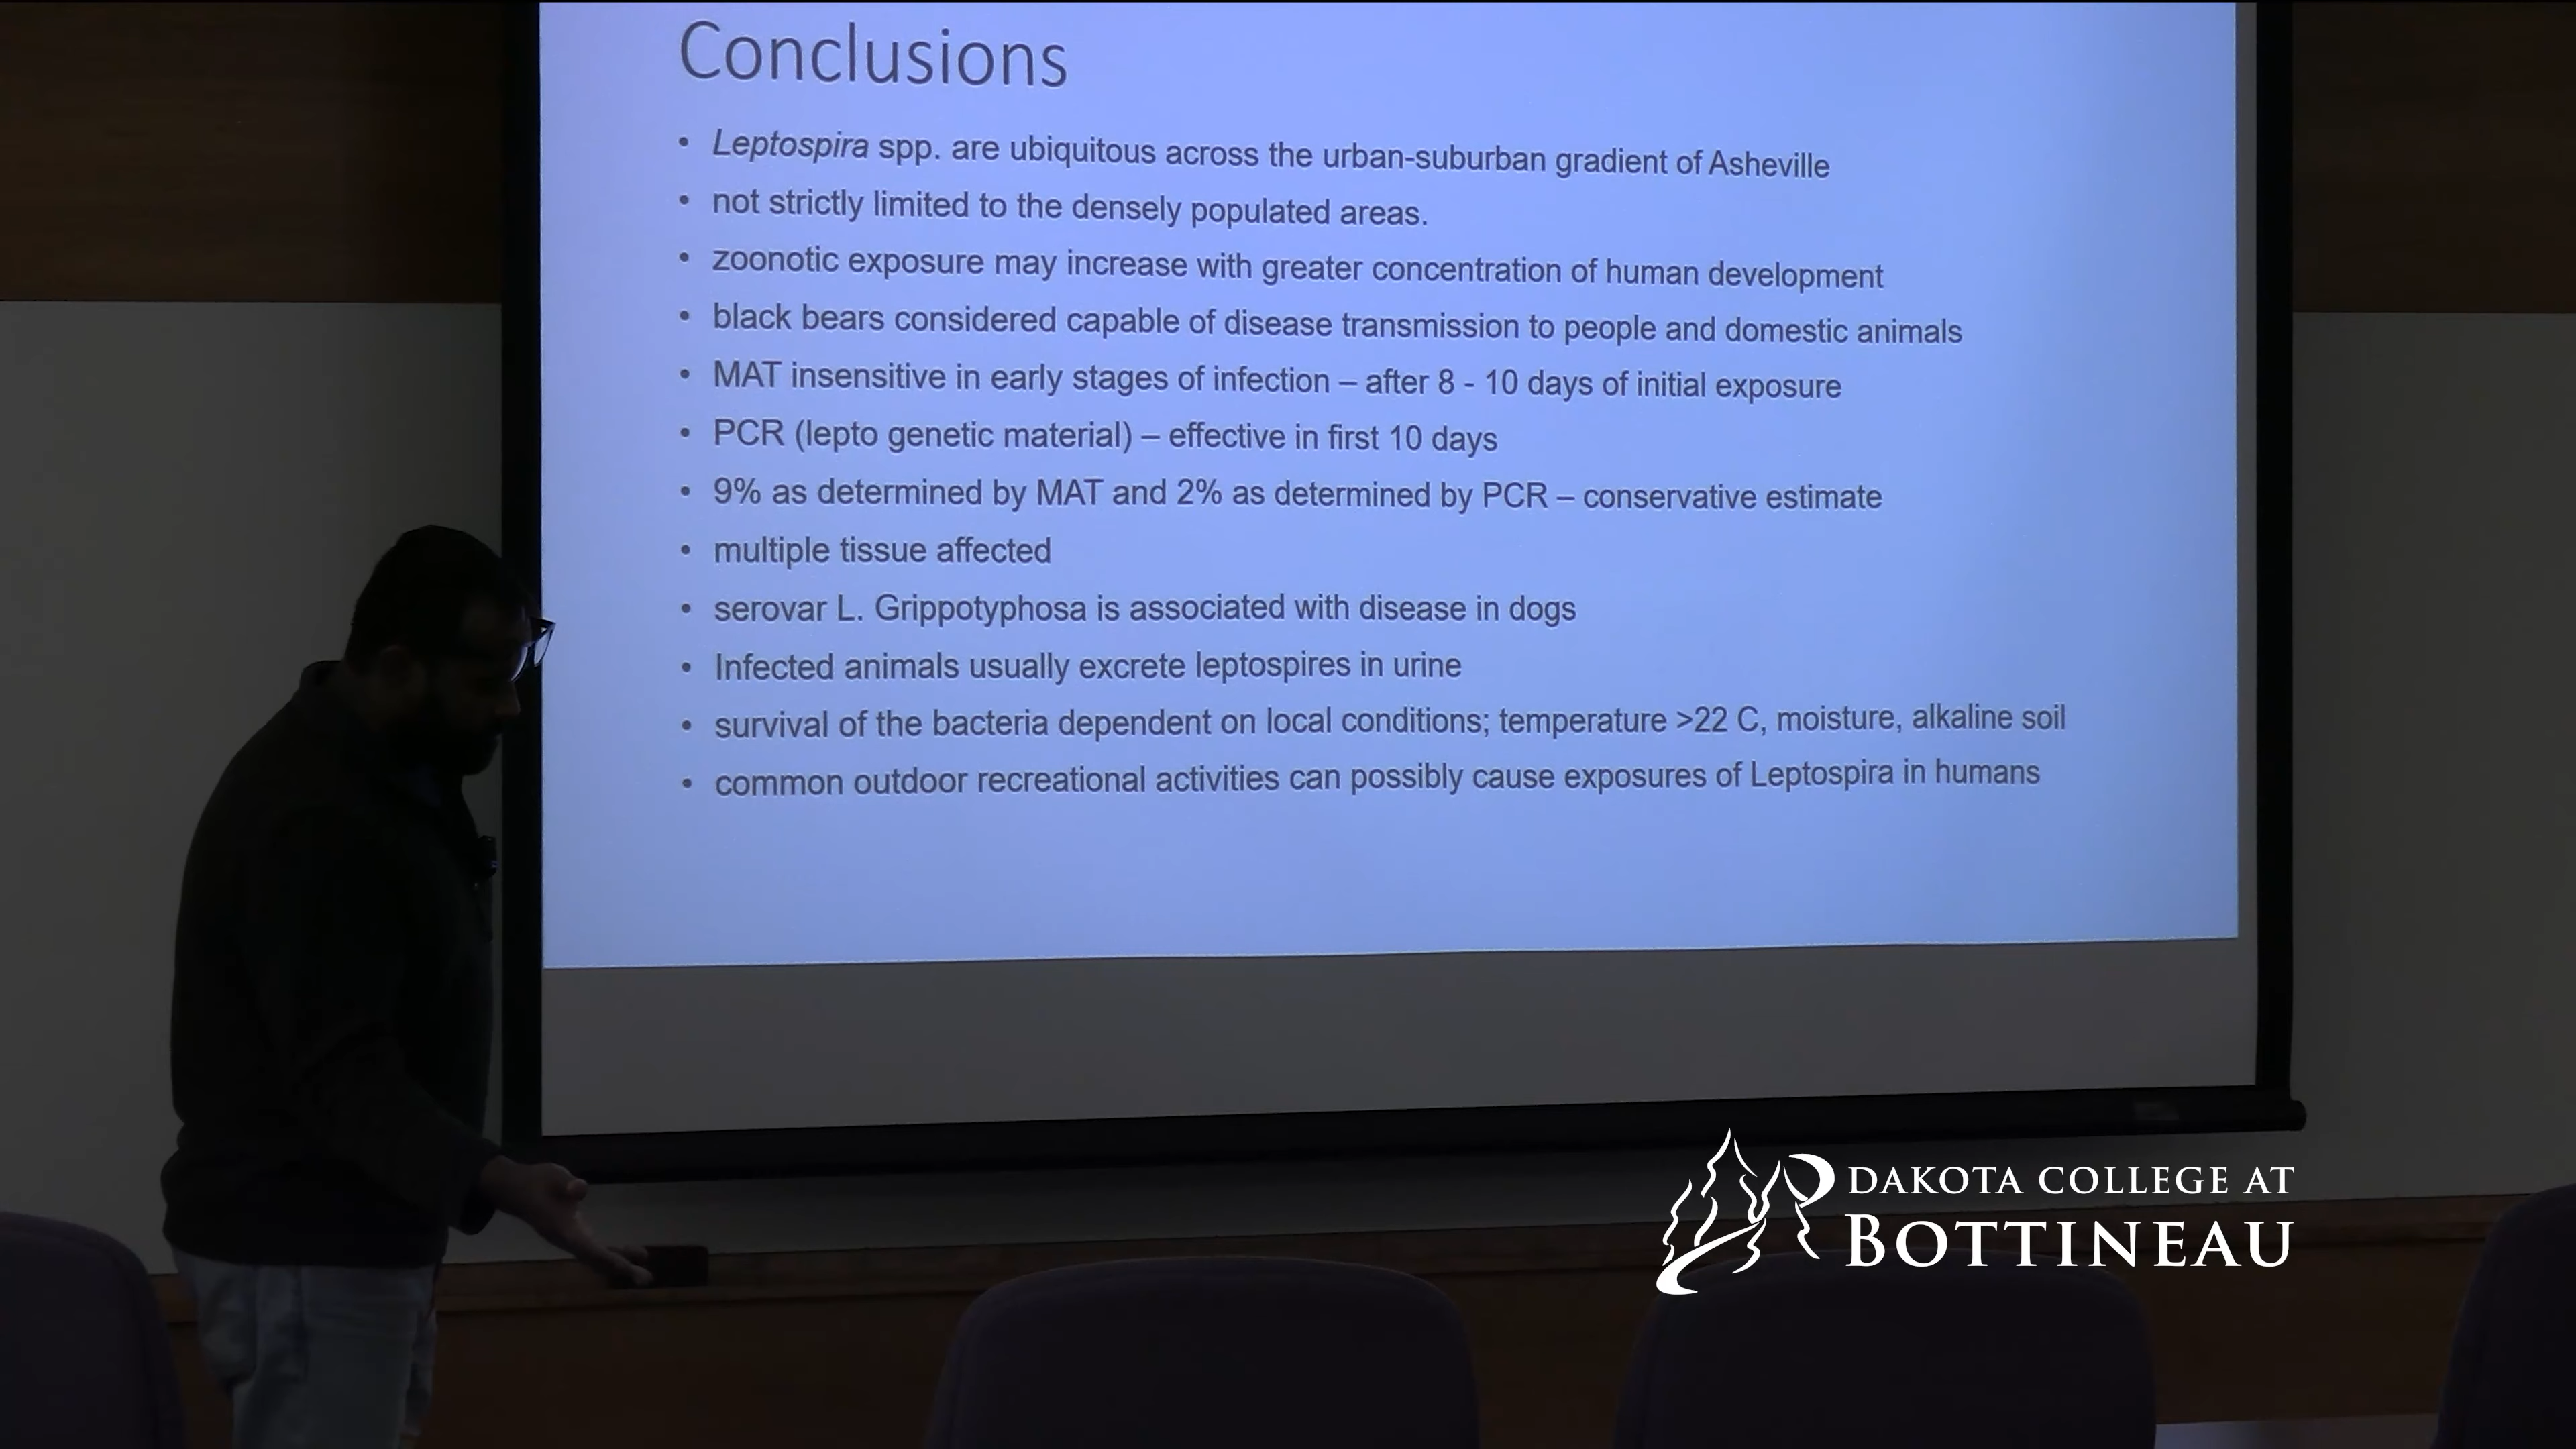 Conclusions
• Leptospira spp. are ubiquitous across the urban-suburban gradient of Asheville
• not strictly limited to the densely populated areas.
• zoonotic exposure may increase with greater concentration of human development
• black bears considered capable of disease transmission to people and domestic animals
• MAT insensitive in early stages of infection – after 8 - 10 days of initial exposure
• PCR (lepto genetic material) – effective in first 10 days
• 9% as determined by MAT and 2% as determined by PCR – conservative estimate
• multiple tissue affected
• serovar L. Grippotyphosa is associated with disease in dogs
• Infected animals usually excrete leptospires in urine
• survival of the bacteria dependent on local conditions; temperature >22 C, moisture, alkaline soil
• common outdoor recreational activities can possibly cause exposures of Leptospira in humans
DAKOTA COLLEGE AT
BOTTINEAU